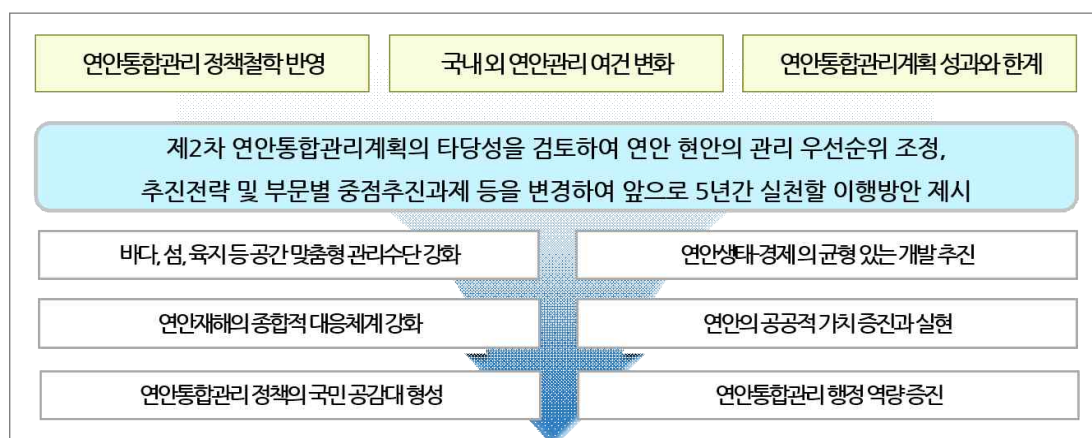 연안통합관리 정책철학 반영
국내 외 연안관리 여건 변화
연안통합관리계획 성과와 한계
제2차 연안통합관리계획의 타당성을 검토하여 연안 현안의 관리 우선순위 조정,
추진전략 및 부문별 중점추진과제 등을 변경하여 앞으로 5년간 실천할 이행방안 제시
바다, 섬, 육지 등 공간 맞춤형 관리수단 강화
연안생태·경제의 균형 있는 개발 추진
연안재해의 종합적 대응체계 강화
연안의 공공적 가치 증진과 실현
연안통합관리 정책의 국민 공감대 형성
연안통합관리 행정 역량 증진